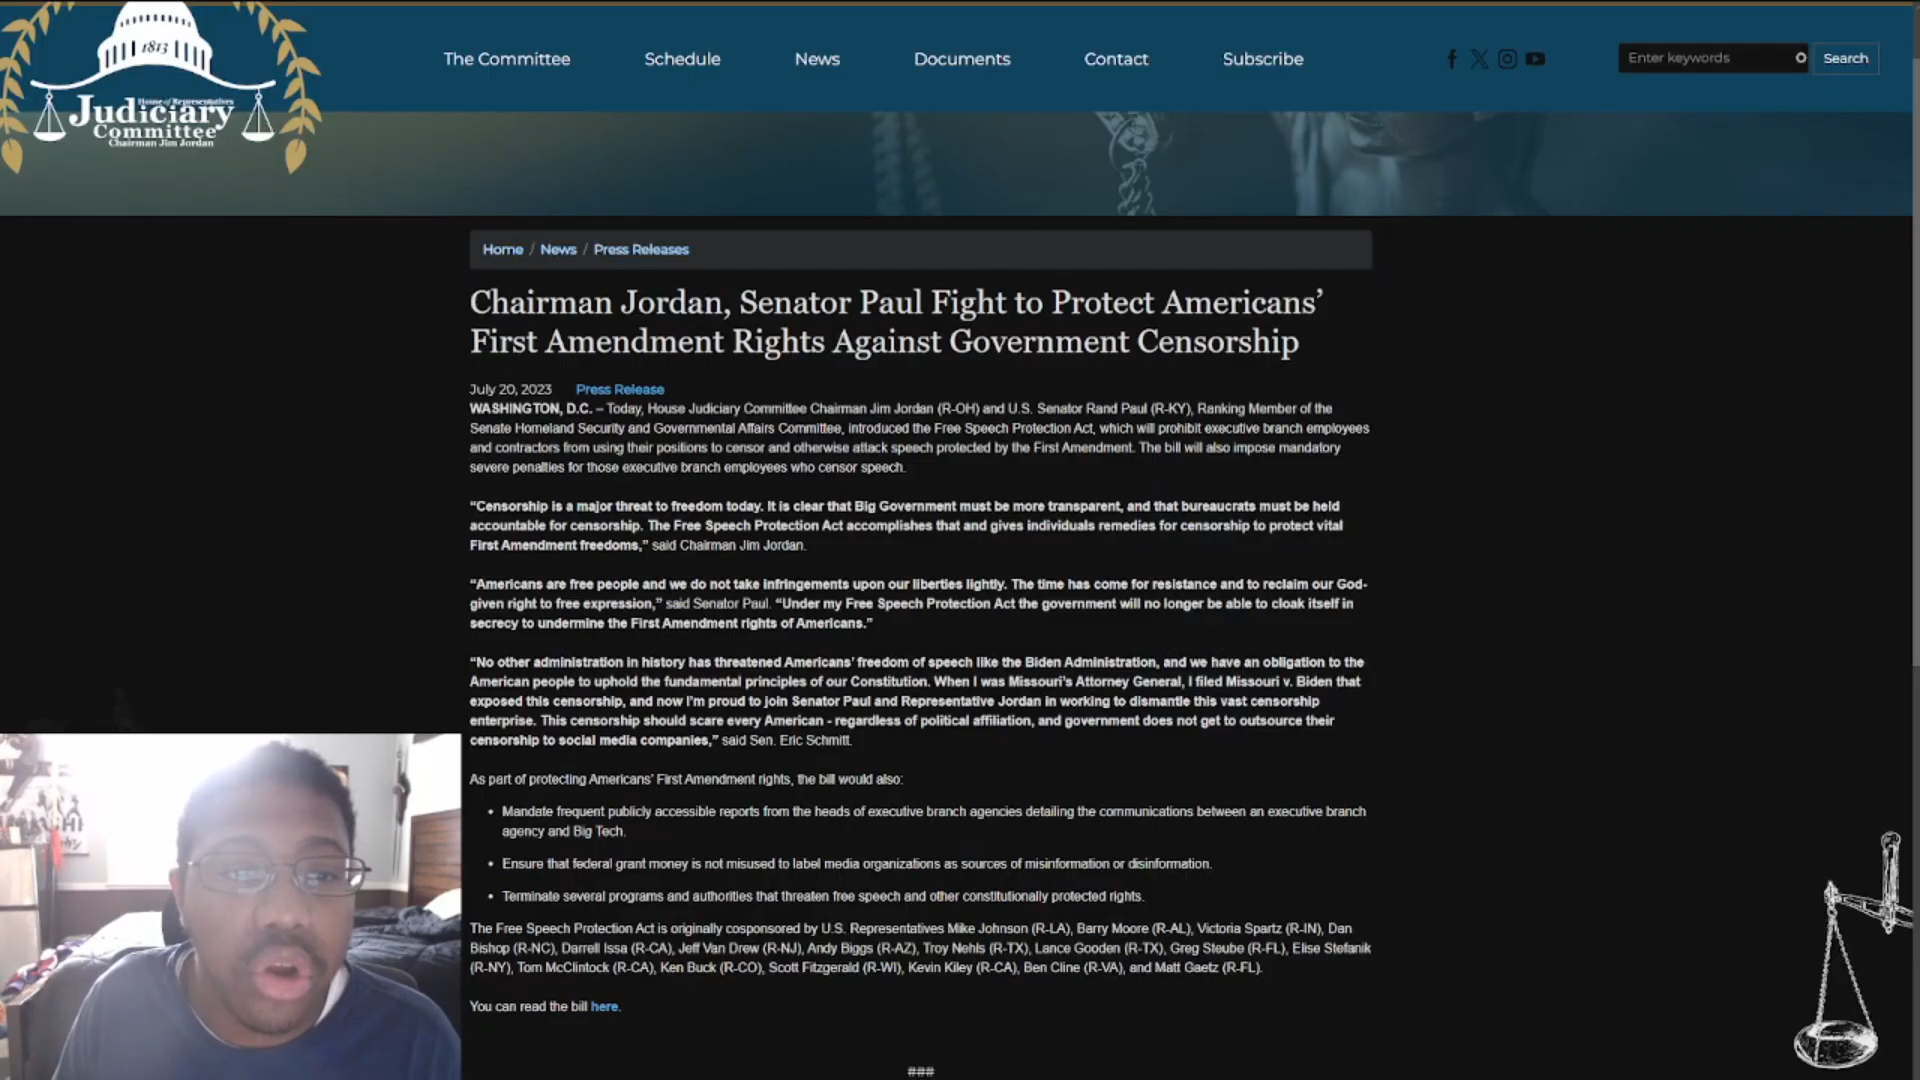 1813
House of Representatives
Judiciary
Committee
Chairman Jim Jordan
The Committee
Schedule
News
Documents
Contact
Subscribe
Enter keywords
Search
Home / News / Press Releases
Chairman Jordan, Senator Paul Fight to Protect Americans’
First Amendment Rights Against Government Censorship
July 20, 2023 Press Release
WASHINGTON, D.C. – Today, House Judiciary Committee Chairman Jim Jordan (R-OH) and U.S. Senator Rand Paul (R-KY), Ranking Member of the
Senate Homeland Security and Governmental Affairs Committee, introduced the Free Speech Protection Act, which will prohibit executive branch employees
and contractors from using their positions to censor and otherwise attack speech protected by the First Amendment. The bill will also impose mandatory
severe penalties for those executive branch employees who censor speech.
“Censorship is a major threat to freedom today. It is clear that Big Government must be more transparent, and that bureaucrats must be held
accountable for censorship. The Free Speech Protection Act accomplishes that and gives individuals remedies for censorship to protect vital
First Amendment freedoms,” said Chairman Jim Jordan.
“Americans are free people and we do not take infringements upon our liberties lightly. The time has come for resistance and to reclaim our God-
given right to free expression,” said Senator Paul. “Under my Free Speech Protection Act the government will no longer be able to cloak itself in
secrecy to undermine the First Amendment rights of Americans.”
“No other administration in history has threatened Americans’ freedom of speech like the Biden Administration, and we have an obligation to the
American people to uphold the fundamental principles of our Constitution. When I was Missouri’s Attorney General, I filed Missouri v. Biden that
exposed this censorship, and now I’m proud to join Senator Paul and Representative Jordan in working to dismantle this vast censorship
enterprise. This censorship should scare every American - regardless of political affiliation, and government does not get to outsource their
censorship to social media companies,” said Sen. Eric Schmitt.
As part of protecting Americans’ First Amendment rights, the bill would also:
• Mandate frequent publicly accessible reports from the heads of executive branch agencies detailing the communications between an executive branch
agency and Big Tech.
• Ensure that federal grant money is not misused to label media organizations as sources of misinformation or disinformation.
• Terminate several programs and authorities that threaten free speech and other constitutionally protected rights.
The Free Speech Protection Act is originally cosponsored by U.S. Representatives Mike Johnson (R-LA), Barry Moore (R-AL), Victoria Spartz (R-IN), Dan
Bishop (R-NC), Darrell Issa (R-CA), Jeff Van Drew (R-NJ), Andy Biggs (R-AZ), Troy Nehls (R-TX), Lance Gooden (R-TX), Greg Steube (R-FL), Elise Stefanik
(R-NY), Tom McClintock (R-CA), Ken Buck (R-CO), Scott Fitzgerald (R-WI), Kevin Kiley (R-CA), Ben Cline (R-VA), and Matt Gaetz (R-FL).
You can read the bill here.
###